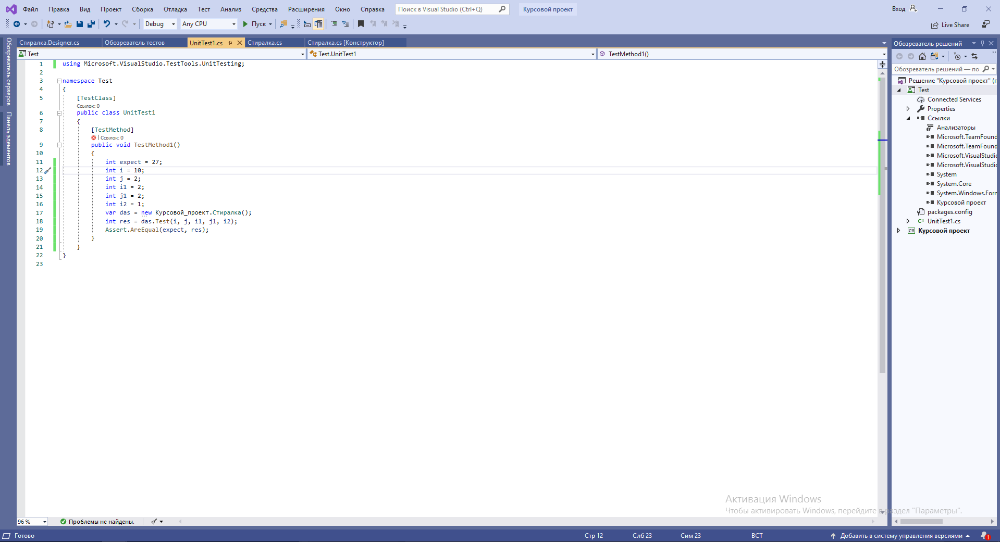 Файл Правка Вид Проект Сборка Отладка Тест Анализ Средства Расширения Окно Справка Поиск в Visual Studio (Ctrl+Q) Курсовой проект Вход
Debug Any CPU Пуск Live Share
Обозреватель серверов
Панель элементов
Стиралка.Designer.cs Обозреватель тестов UnitTest1.cs Стиралка.cs Стиралка.cs [Конструктор]
Test Test.UnitTest1 TestMethod1()
1 using Microsoft.VisualStudio.TestTools.UnitTesting;
2
3 namespace Test
4 {
5 [TestClass]
Ссылок: 0
6 public class UnitTest1
7 {
8 [TestMethod]
| Ссылок: 0
9 public void TestMethod1()
10 {
11 int expect = 27;
12 int i = 10;
13 int j = 2;
14 int i1 = 2;
15 int j1 = 2;
16 int i2 = 1;
17 var das = new Курсовой_проект.Стиралка();
18 int res = das.Test(i, j, i1, j1, i2);
19 Assert.AreEqual(expect, res);
20 }
21 }
22 }
23
Обозреватель решений
Обозреватель решений — по
Решение "Курсовой проект" (г
Test
Connected Services
Properties
Ссылки
Анализаторы
Microsoft.TeamFound
Microsoft.TeamFound
Microsoft.VisualStudio
Microsoft.VisualStudio
System
System.Core
System.Windows.Forn
Курсовой проект
packages.config
C# UnitTest1.cs
C# Курсовой проект
Активация Windows
Чтобы активировать Windows, перейдите в раздел "Параметры".
96 % Проблемы не найдены.
Готово Стр 12 Слб 23 Сим 23 ВСТ Добавить в систему управления версиями 1